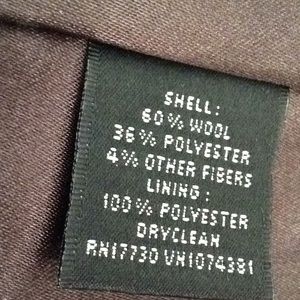 SHELL:
60% WOOL
36% POLYESTER
4% OTHER FIBERS
LINING:
100% POLYESTER
DRYCLEAN
RN17730 VN1074381